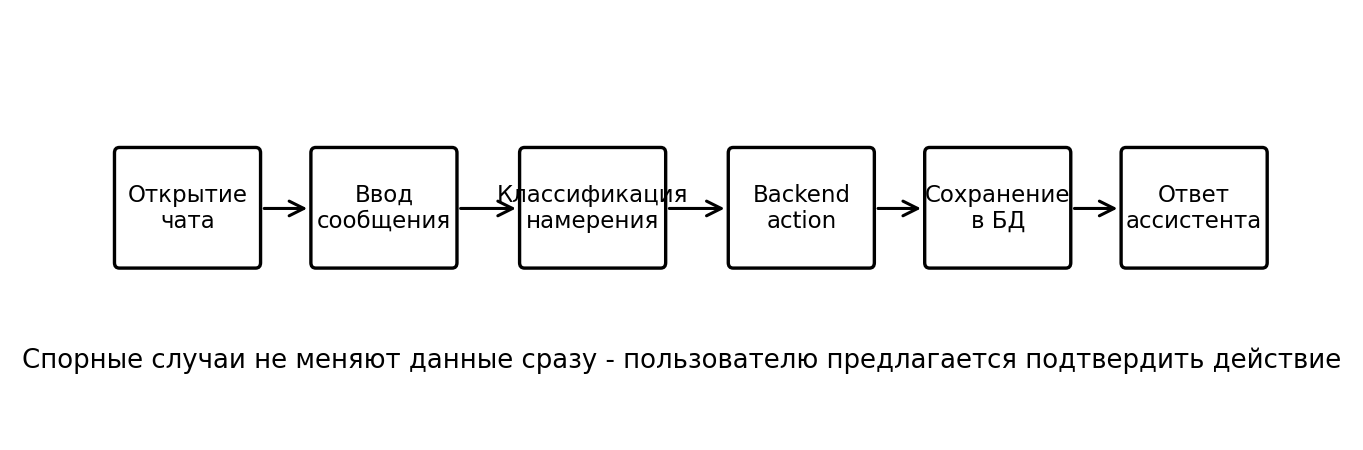 Открытие
чата
Ввод
сообщения
Классификация
намерения
Backend
action
Сохранение
в БД
Ответ
ассистента
Спорные случаи не меняют данные сразу - пользователю предлагается подтвердить действие